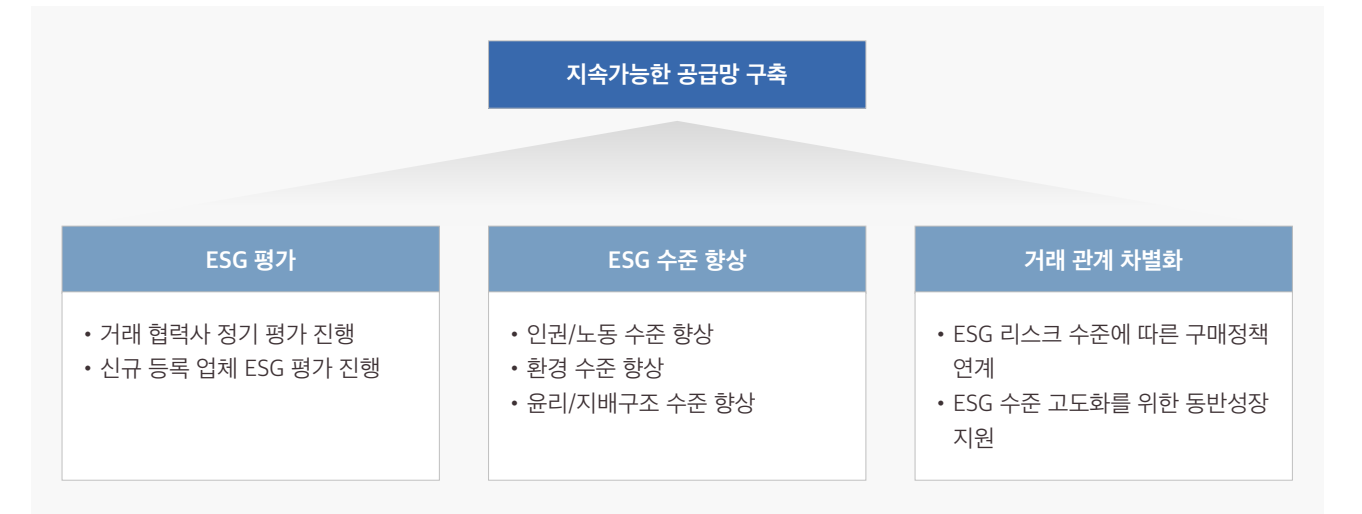 지속가능한 공급망 구축
ESG 평가
• 거래 협력사 정기 평가 진행
• 신규 등록 업체 ESG 평가 진행
ESG 수준 향상
• 인권/노동 수준 향상
• 환경 수준 향상
• 윤리/지배구조 수준 향상
거래 관계 차별화
• ESG 리스크 수준에 따른 구매정책
연계
• ESG 수준 고도화를 위한 동반성장
지원